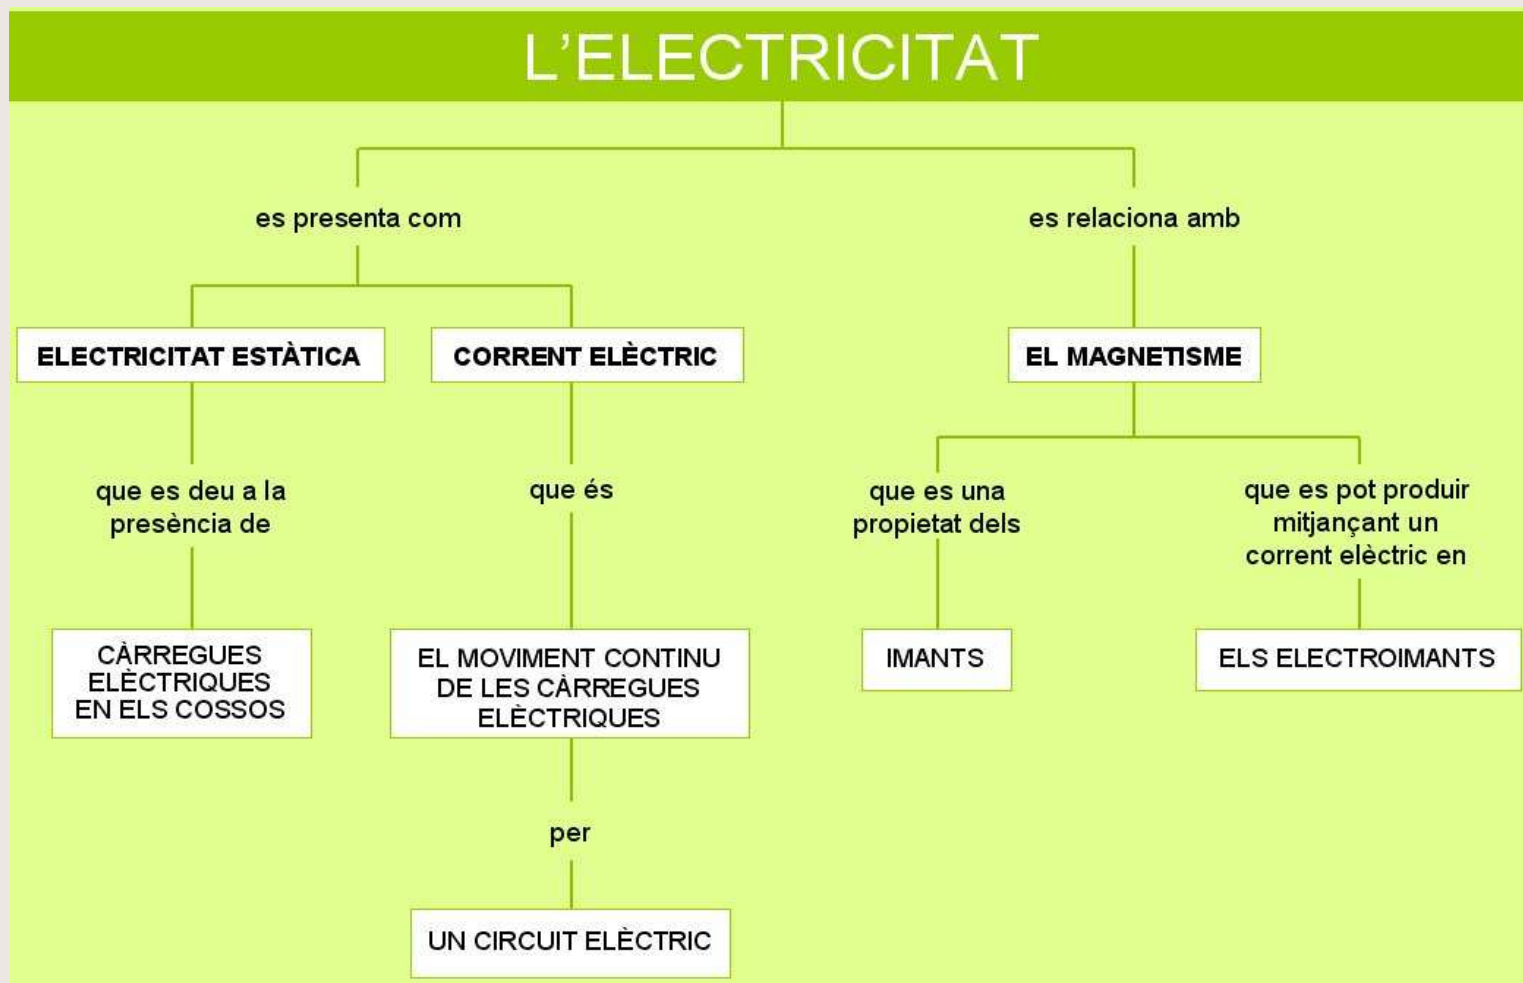 L'ELECTRICITAT
es presenta com
es relaciona amb
ELECTRICITAT ESTÀTICA
CORRENT ELÈCTRIC
EL MAGNETISME
que es deu a la
presència de
que és
que es una
propietat dels
que es pot produir
mitjançant un
corrent elèctric en
CÀRREGUES
ELÈCTRIQUES
EN ELS COSSOS
EL MOVIMENT CONTINU
DE LES CÀRREGUES
ELÈCTRIQUES
IMANTS
ELS ELECTROIMANTS
per
UN CIRCUIT ELÈCTRIC